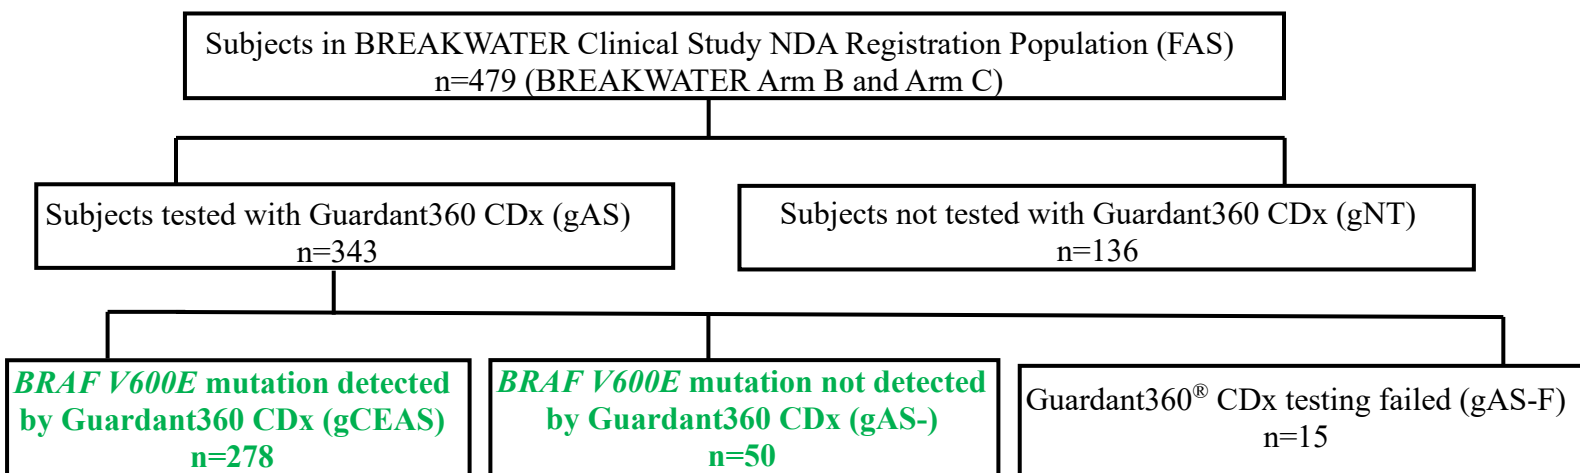 Subjects in BREAKWATER Clinical Study NDA Registration Population (FAS)
n=479 (BREAKWATER Arm B and Arm C)
Subjects tested with Guardant360 CDx (gAS)
n=343
Subjects not tested with Guardant360 CDx (gNT)
n=136
BRAF V600E mutation detected
by Guardant360 CDx (gCEAS)
n=278
BRAF V600E mutation not detected
by Guardant360 CDx (gAS-)
n=50
Guardant360® CDx testing failed (gAS-F)
n=15